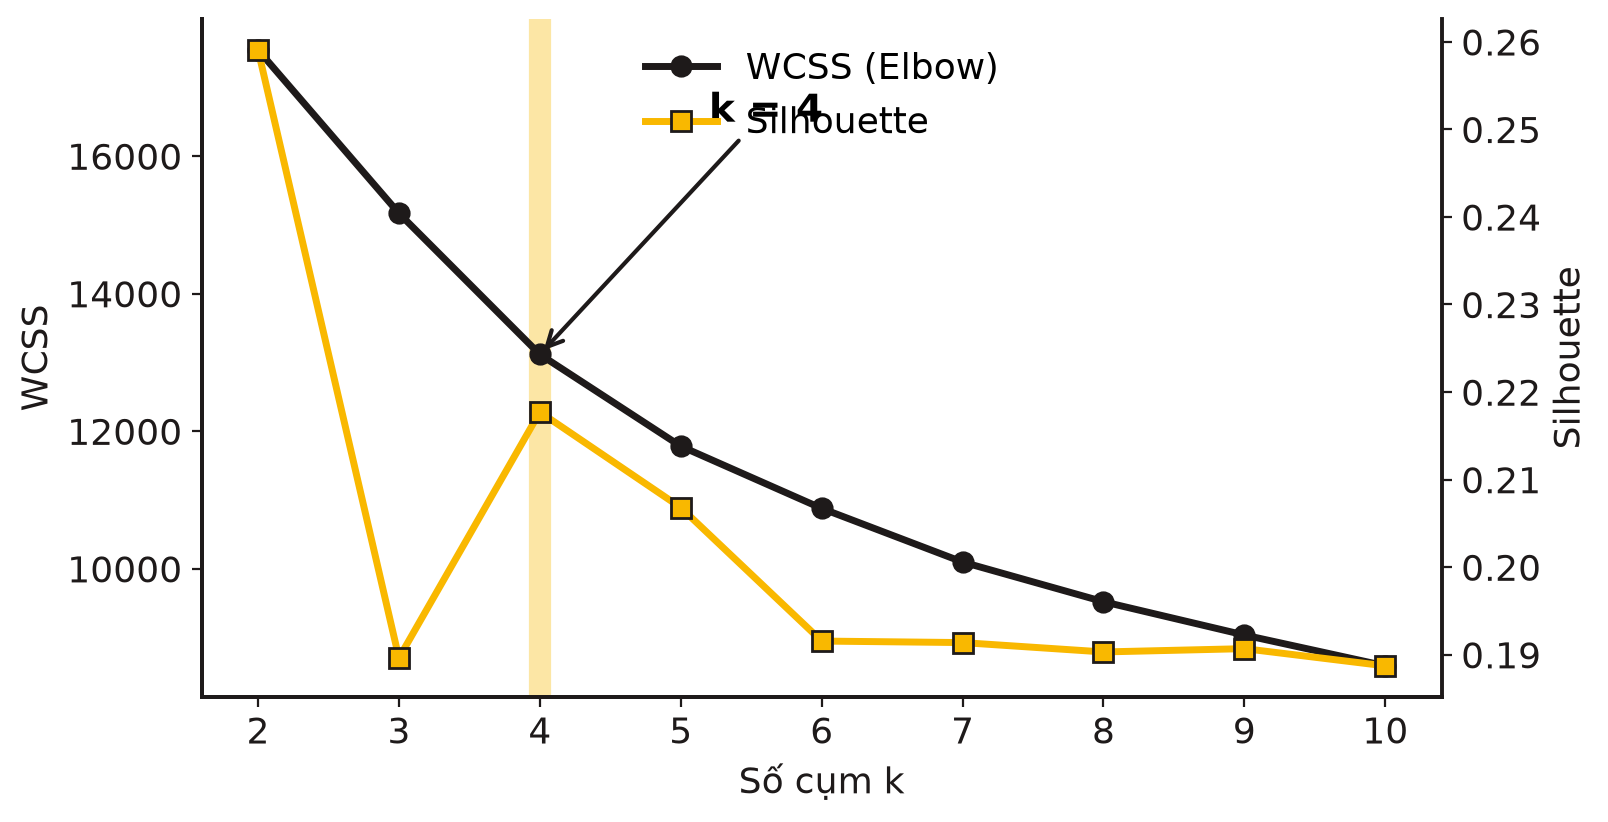 WCSS (Elbow)
k = 4
Silhouette
16000
14000
12000
10000
WCSS
0.26
0.25
0.24
0.23
0.22
0.21
0.20
0.19
Silhouette
2 3 4 5 6 7 8 9 10
Số cụm k